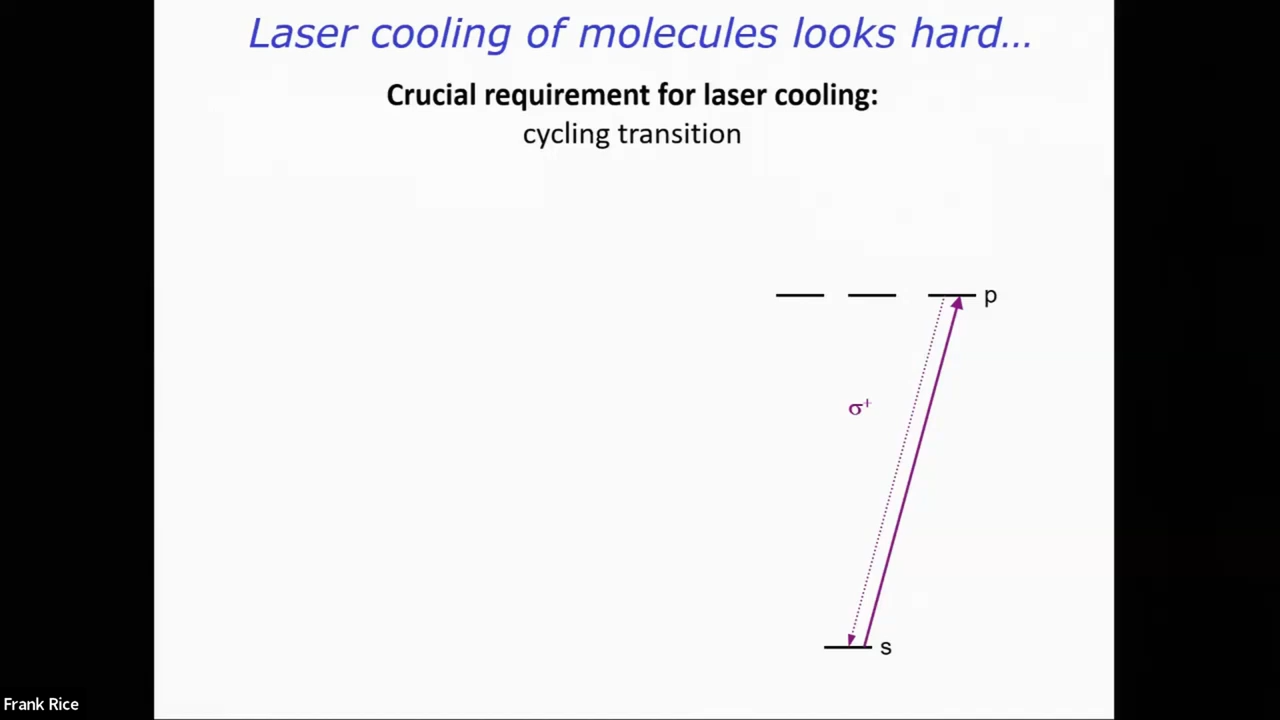 Laser cooling of molecules looks hard...
Crucial requirement for laser cooling:
cycling transition
p
σ+
s
Frank Rice